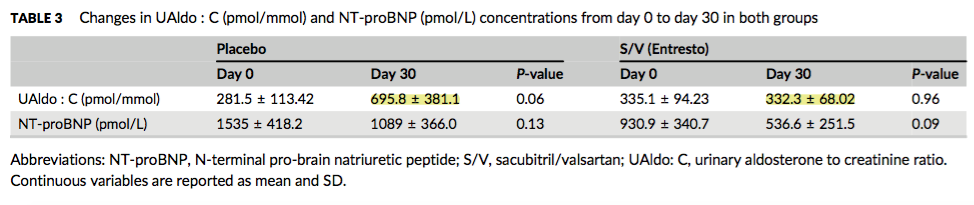 TABLE 3 Changes in UAldo : C (pmol/mmol) and NT-proBNP (pmol/L) concentrations from day 0 to day 30 in both groups
Placebo S/V (Entresto)
Day 0 Day 30 P-value Day 0 Day 30 P-value
UAldo : C (pmol/mmol) 281.5 ± 113.42 695.8 ± 381.1 0.06 335.1 ± 94.23 332.3 ± 68.02 0.96
NT-proBNP (pmol/L) 1535 ± 418.2 1089 ± 366.0 0.13 930.9 ± 340.7 536.6 ± 251.5 0.09
Abbreviations: NT-proBNP, N-terminal pro-brain natriuretic peptide; S/V, sacubitril/valsartan; UAldo: C, urinary aldosterone to creatinine ratio.
Continuous variables are reported as mean and SD.